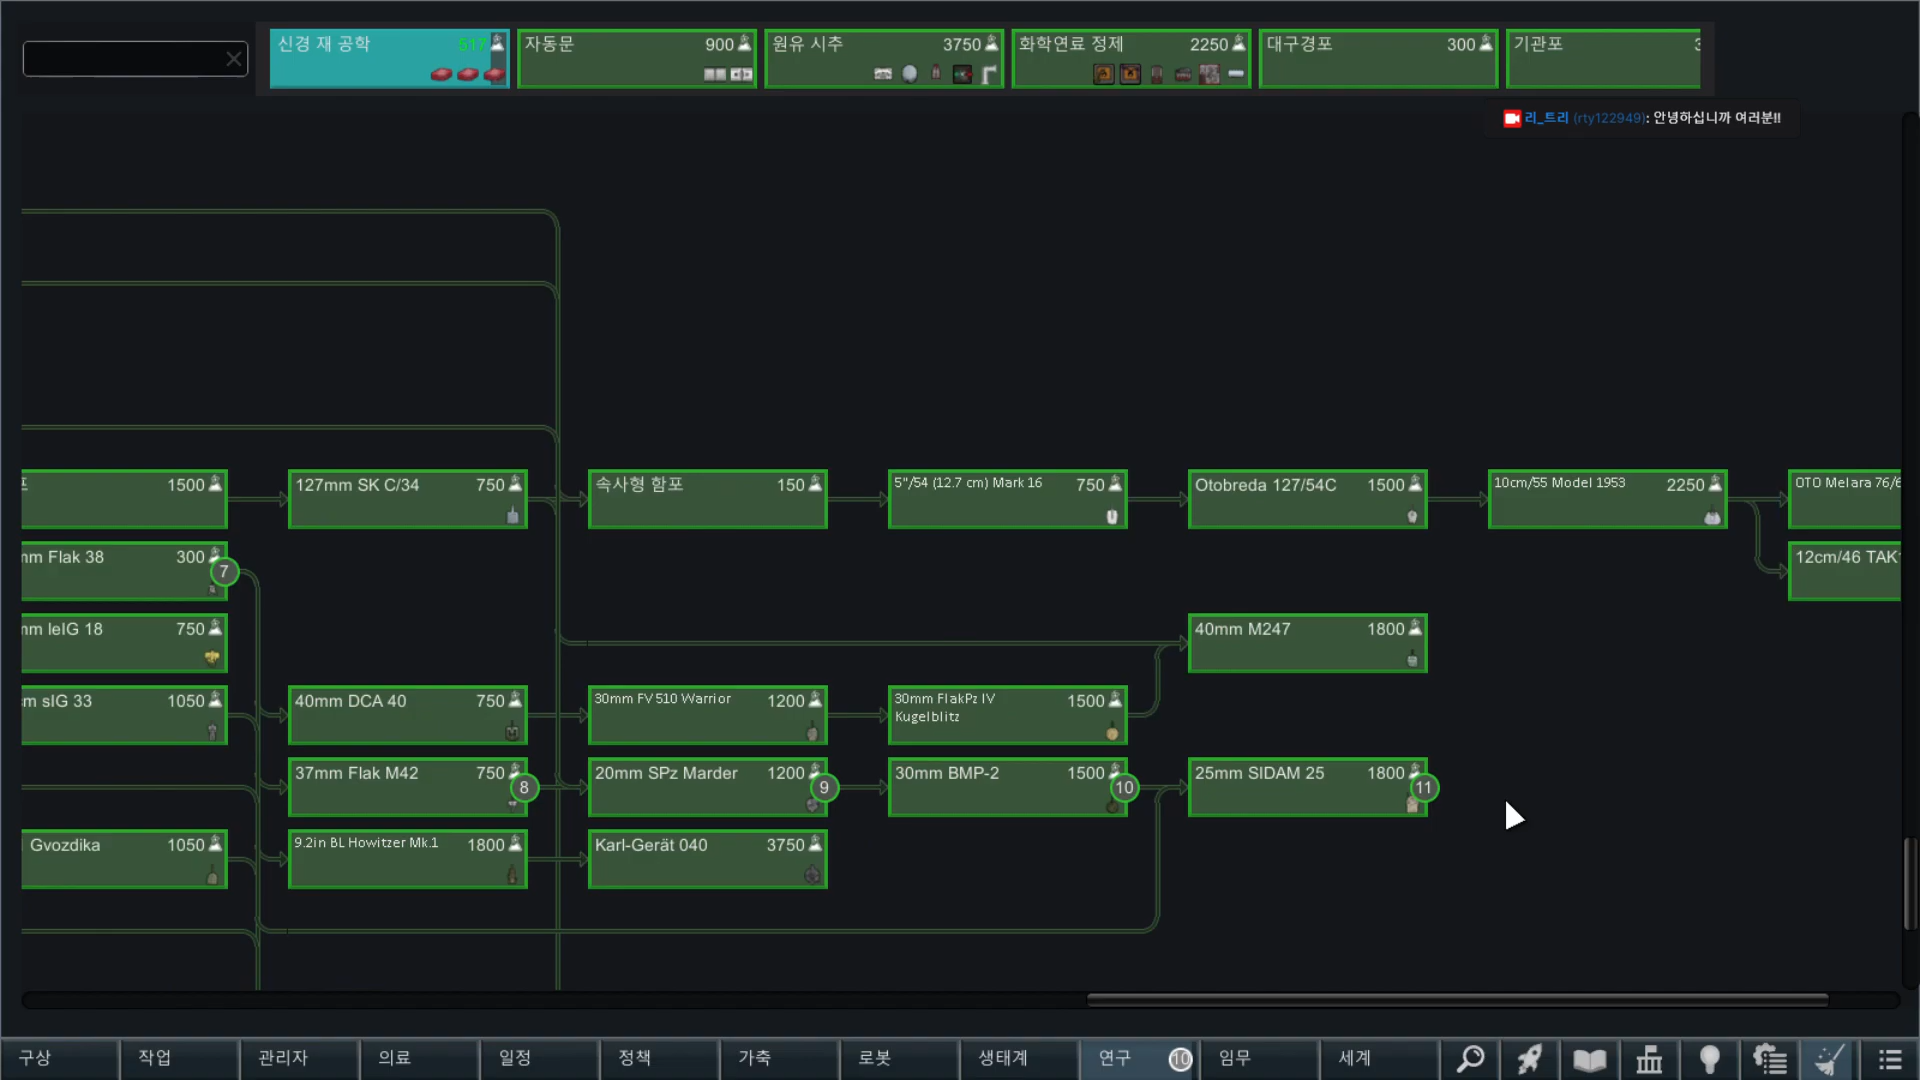 신경 재 공학 517
자동문 900
원유 시추 3750
화학연료 정제 2250
대구경포 300
기관포
리_트리 (rty122949): 안녕하십니까 여러분!!
1500
127mm SK C/34 750
속사형 함포 150
5"/54 (12.7 cm) Mark 16 750
Otobreda 127/54C 1500
10cm/55 Model 1953 2250
OTO Melara 76/6
mm Flak 38 300
7
12cm/46 TAK
mm leIG 18 750
40mm M247 1800
m sIG 33 1050
40mm DCA 40 750
30mm FV510 Warrior 1200
30mm FlakPz IV Kugelblitz 1500
37mm Flak M42 750
8
20mm SPz Marder 1200
9
30mm BMP-2 1500
10
25mm SIDAM 25 1800
11
Gvozdika 1050
9.2in BL Howitzer Mk.1 1800
Karl-Gerät 040 3750
구상 작업 관리자 의료 일정 정책 가축 로봇 생태계 연구 10 임무 세계